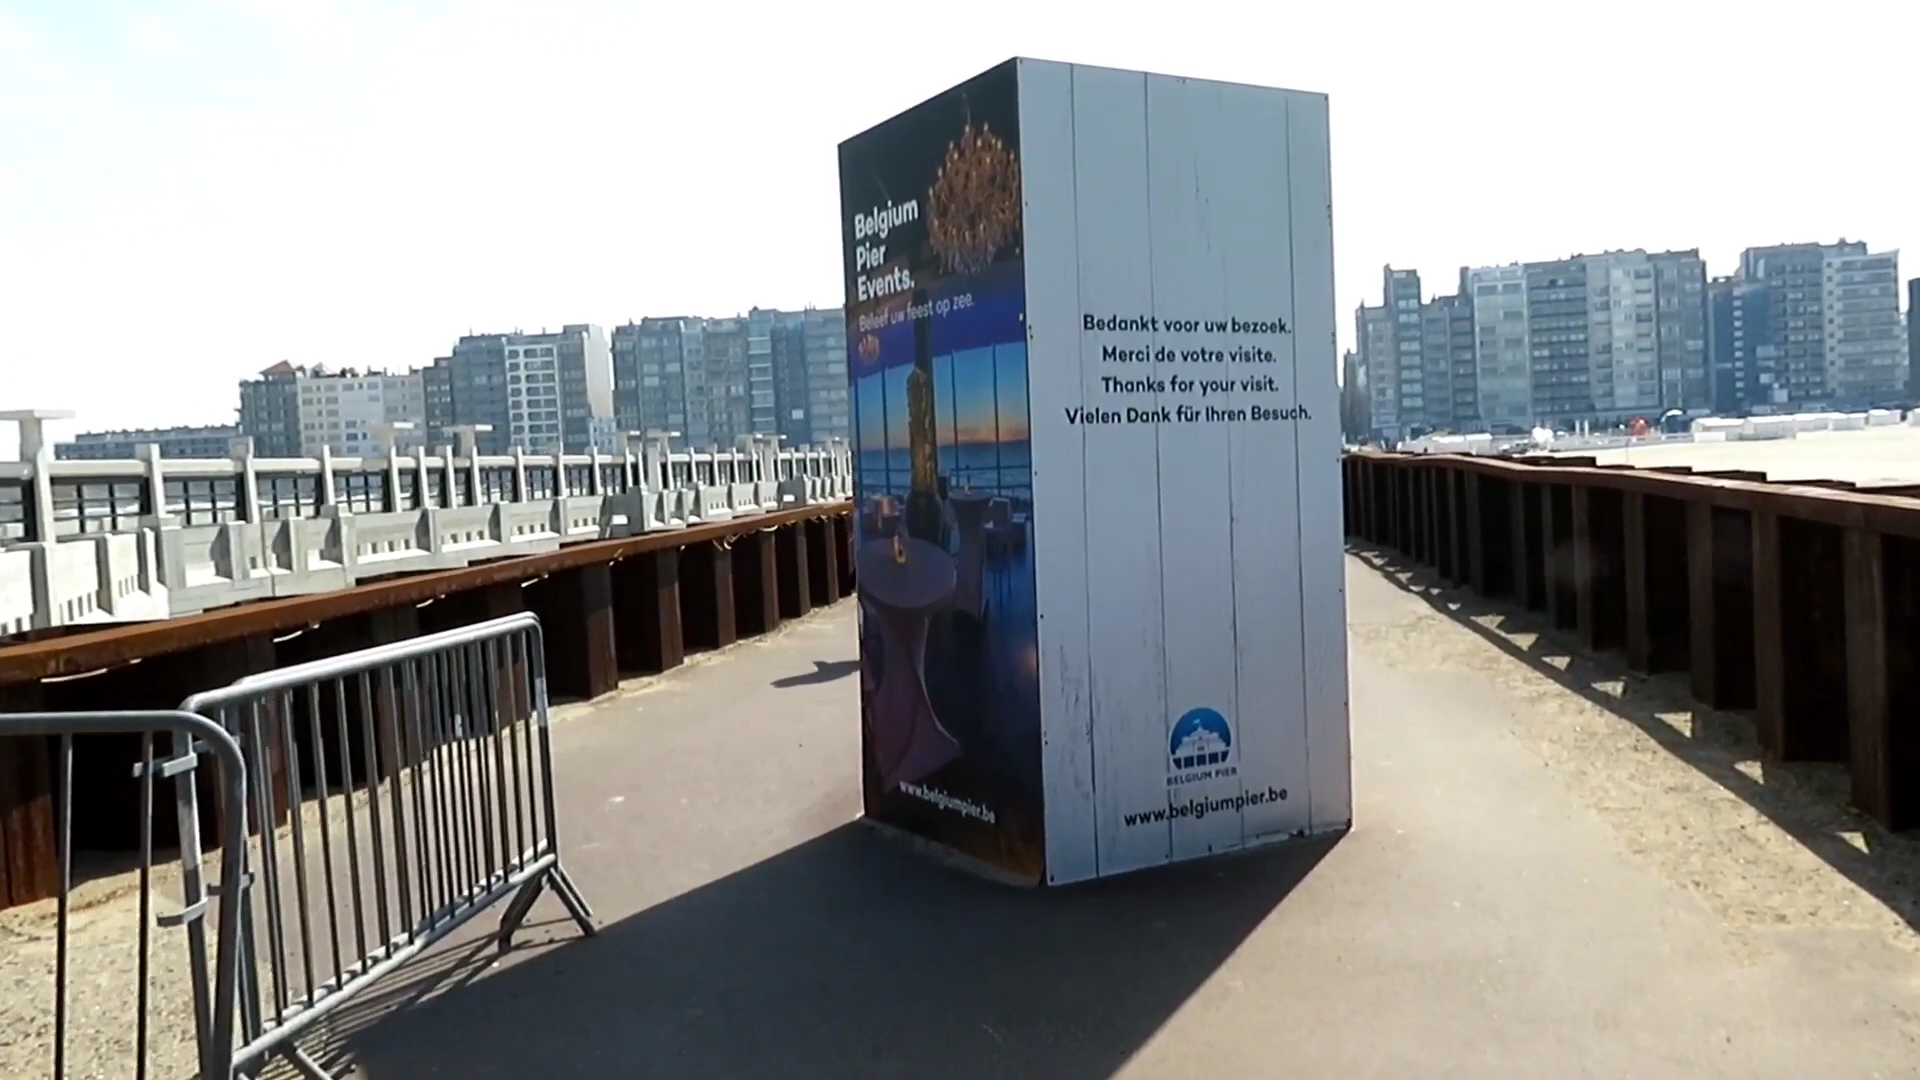 Belgium
Pier
Events.
Beleef uw feest op zee.
www.belgiumpier.be
Bedankt voor uw bezoek.
Merci de votre visite.
Thanks for your visit.
Vielen Dank für Ihren Besuch.
BELGIUM PIER
www.belgiumpier.be